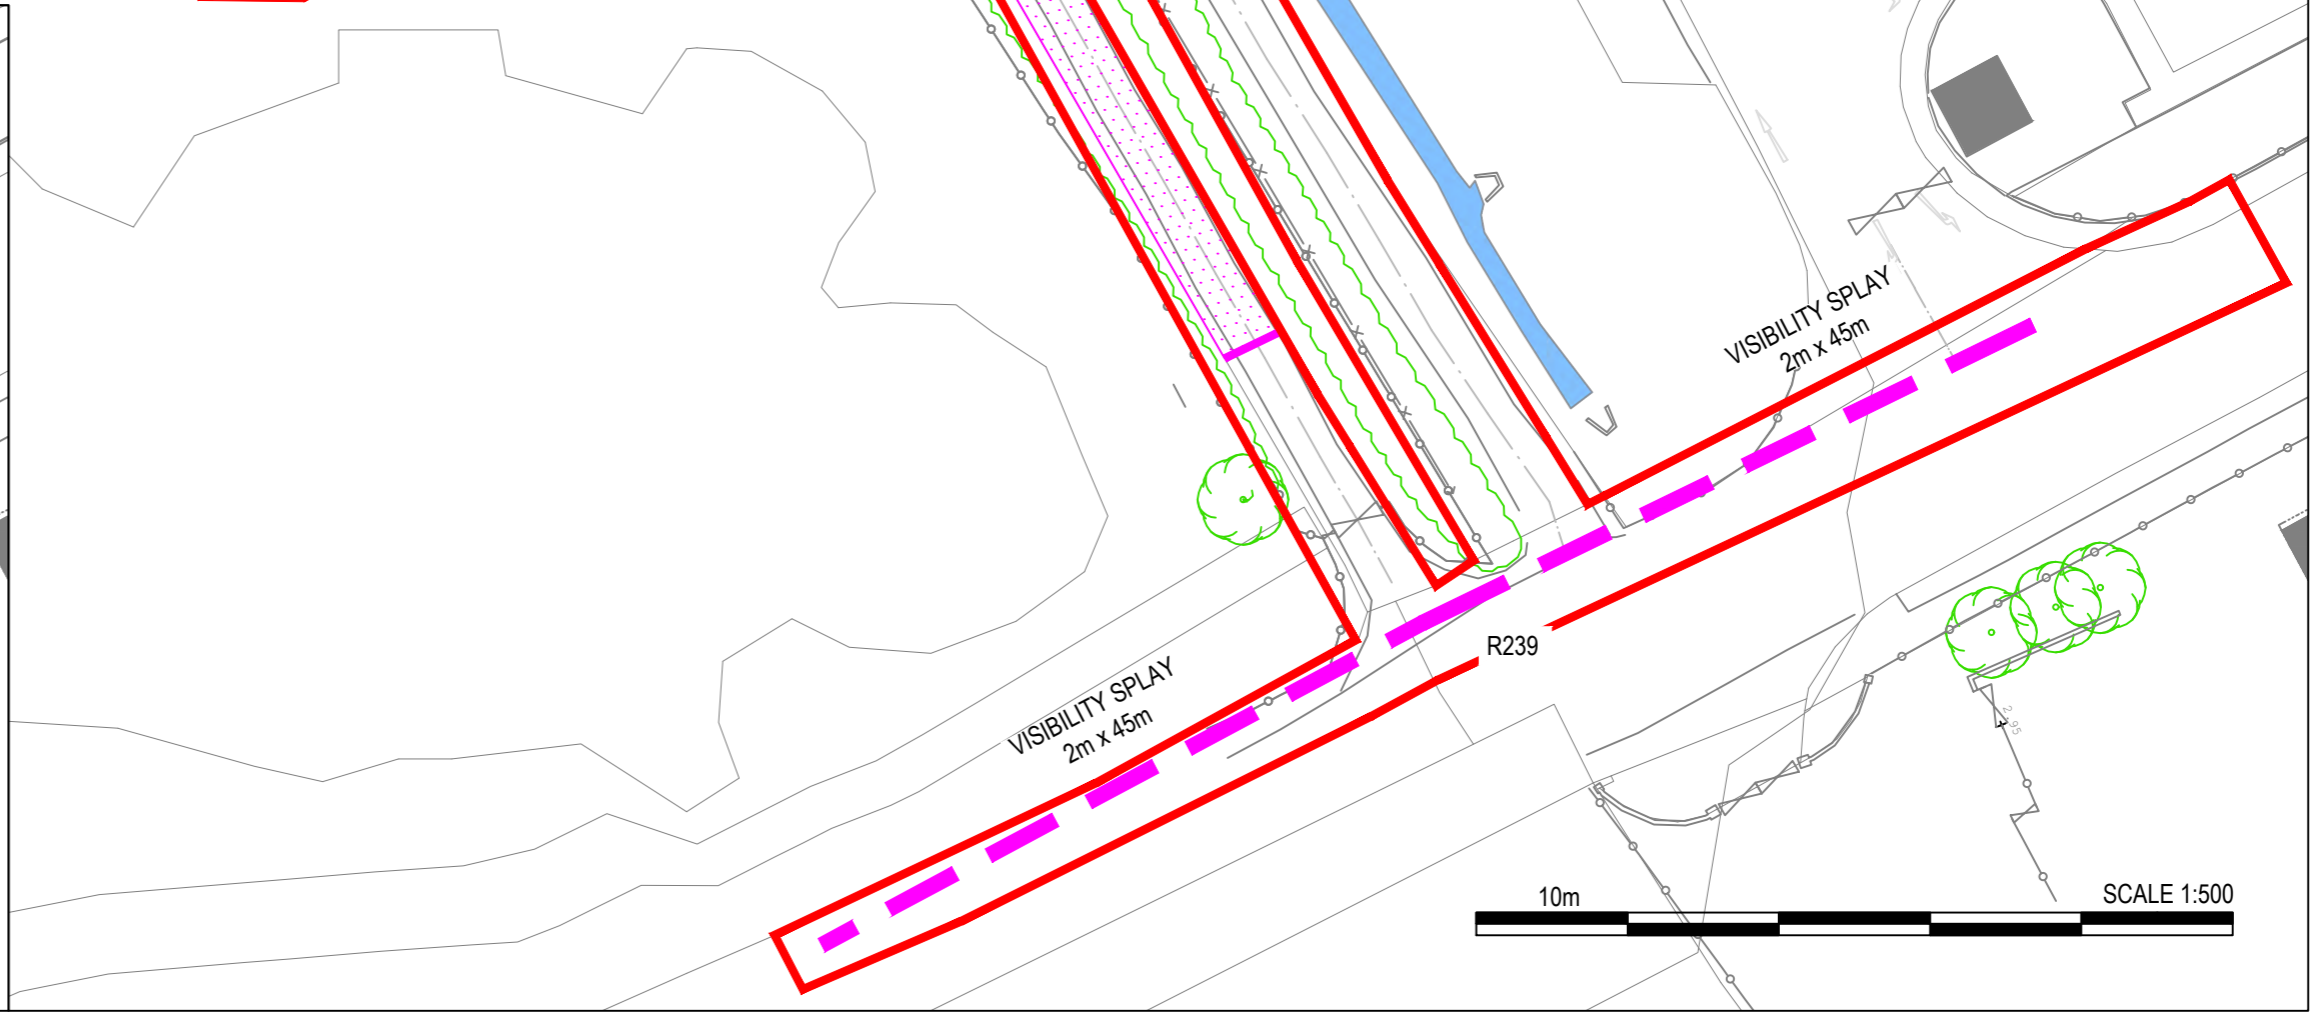 VISIBILITY SPLAY
2m x 45m
R239
VISIBILITY SPLAY
2m x 45m
10m
SCALE 1:500